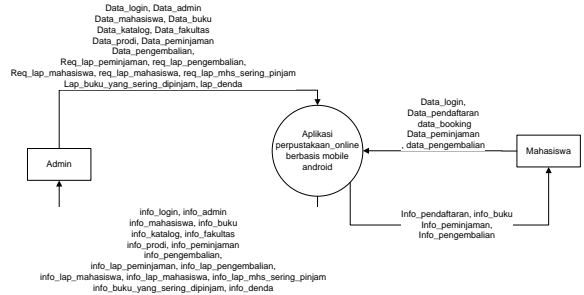 Data_login, Data_admin
Data_mahasiswa, Data_buku
Data_katalog, Data_fakultas
Data_prodi, Data_peminjaman
Data_pengembalian,
Req_lap_peminjaman, req_lap_pengembalian,
Req_lap_mahasiswa, req_lap_mahasiswa, req_lap_mhs_sering_pinjam
Lap_buku_yang_sering_dipinjam, lap_denda
Data_login,
Data_pendaftaran
data_booking
Data_peminjaman
, data_pengembalian
Aplikasi
perpustakaan_online
berbasis mobile
android
Admin
Mahasiswa
info_login, info_admin
info_mahasiswa, info_buku
info_katalog, info_fakultas
info_prodi, info_peminjaman
info_pengembalian,
info_lap_peminjaman, info_lap_pengembalian,
info_lap_mahasiswa, info_lap_mahasiswa, info_lap_mhs_sering_pinjam
info_buku_yang_sering_dipinjam, info_denda
Info_pendaftaran, info_buku
Info_peminjaman,
Info_pengembalian